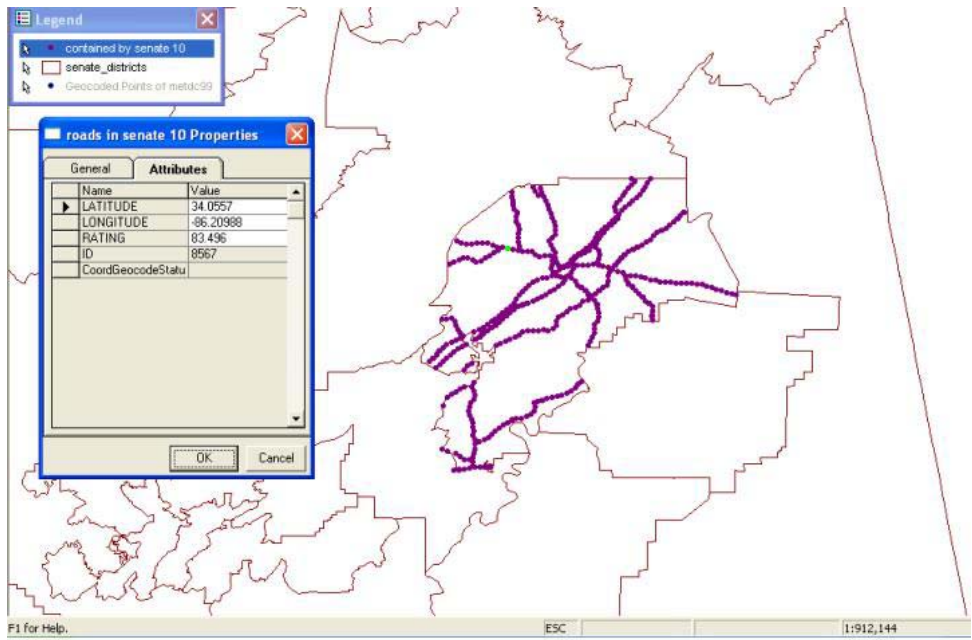 Legend
contained by senate 10
senate_districts
Geocoded Points of metdc99
roads in senate 10 Properties
General Attributes
Name Value
LATITUDE 34.0557
LONGITUDE -86.20988
RATING 83.496
ID 8567
CoordGeocodeStatu
OK Cancel
F1 for Help. ESC 1:912,144